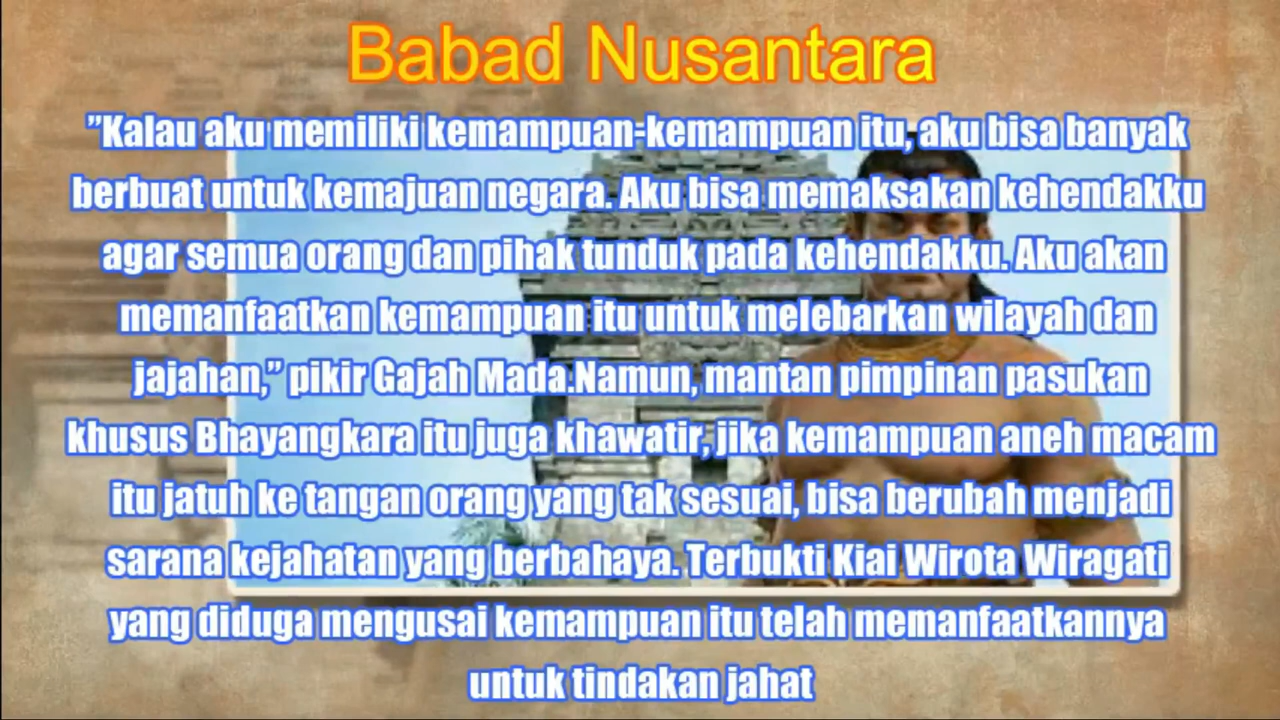 Babad Nusantara
”Kalau aku memiliki kemampuan-kemampuan itu, aku bisa banyak
berbuat untuk kemajuan negara. Aku bisa memaksakan kehendakku
agar semua orang dan pihak tunduk pada kehendakku. Aku akan
memanfaatkan kemampuan itu untuk melebarkan wilayah dan
jajahan,” pikir Gajah Mada.Namun, mantan pimpinan pasukan
khusus Bhayangkara itu juga khawatir, jika kemampuan aneh macam
itu jatuh ke tangan orang yang tak sesuai, bisa berubah menjadi
sarana kejahatan yang berbahaya. Terbukti Kiai Wirota Wiragati
yang diduga mengusai kemampuan itu telah memanfaatkannya
untuk tindakan jahat